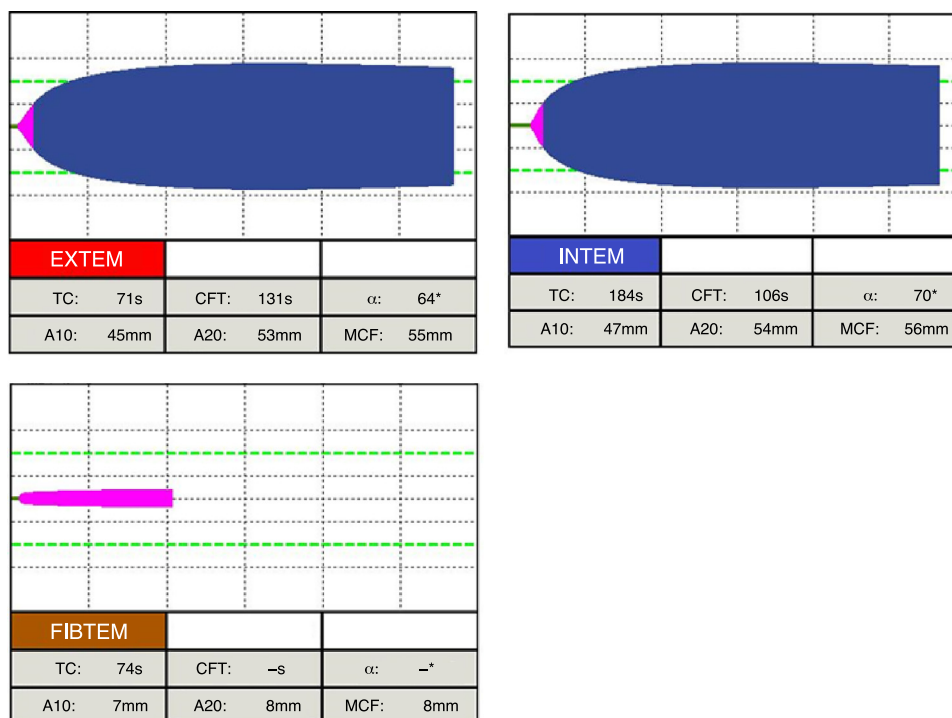 EXTEM
TC: 71s CFT: 131s α: 64*
A10: 45mm A20: 53mm MCF: 55mm
INTEM
TC: 184s CFT: 106s α: 70*
A10: 47mm A20: 54mm MCF: 56mm
FIBTEM
TC: 74s CFT: –s α: –*
A10: 7mm A20: 8mm MCF: 8mm